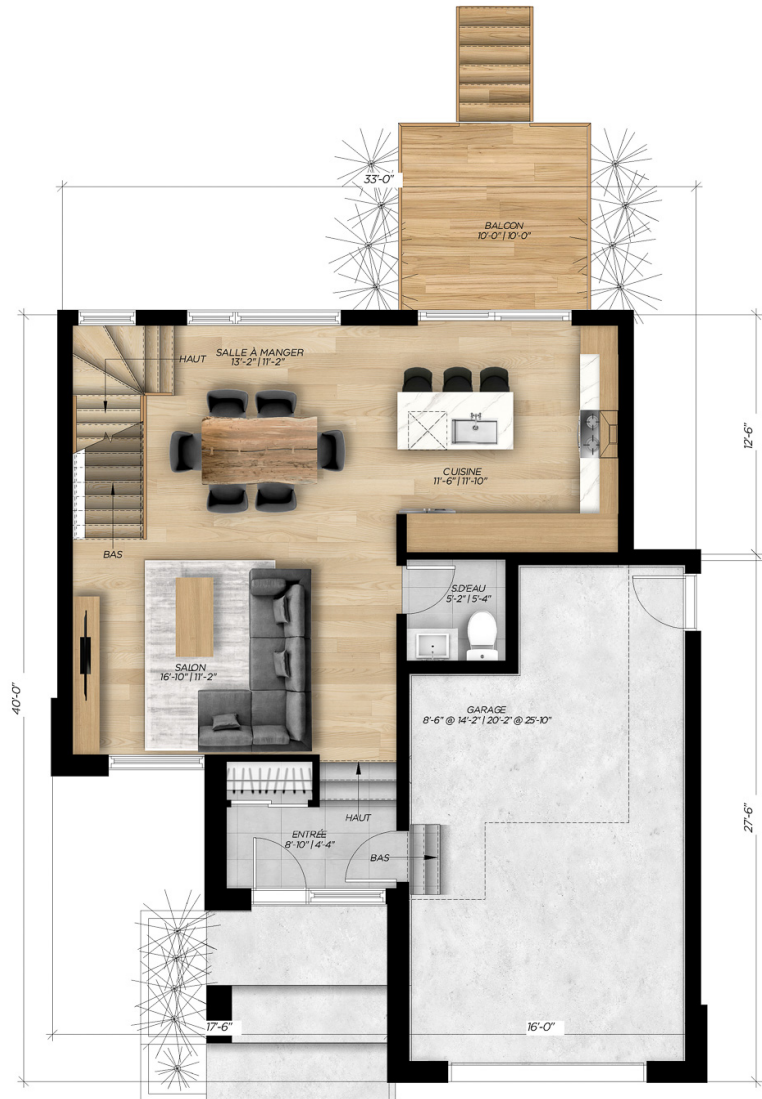 33'-0"
BALCON
10'-0" | 10'-0"
HAUT
SALLE À MANGER
13'-2" | 11'-2"
12'-6"
CUISINE
11'-6" | 11'-10"
BAS
S.D'EAU
5'-2" | 5'-4"
SALON
16'-10" | 11'-2"
40'-0"
GARAGE
8'-6" @ 14'-2" | 20'-2" @ 25'-10"
HAUT
ENTRÉE
8'-10" | 4'-4"
BAS
27'-6"
17'-6"
16'-0"